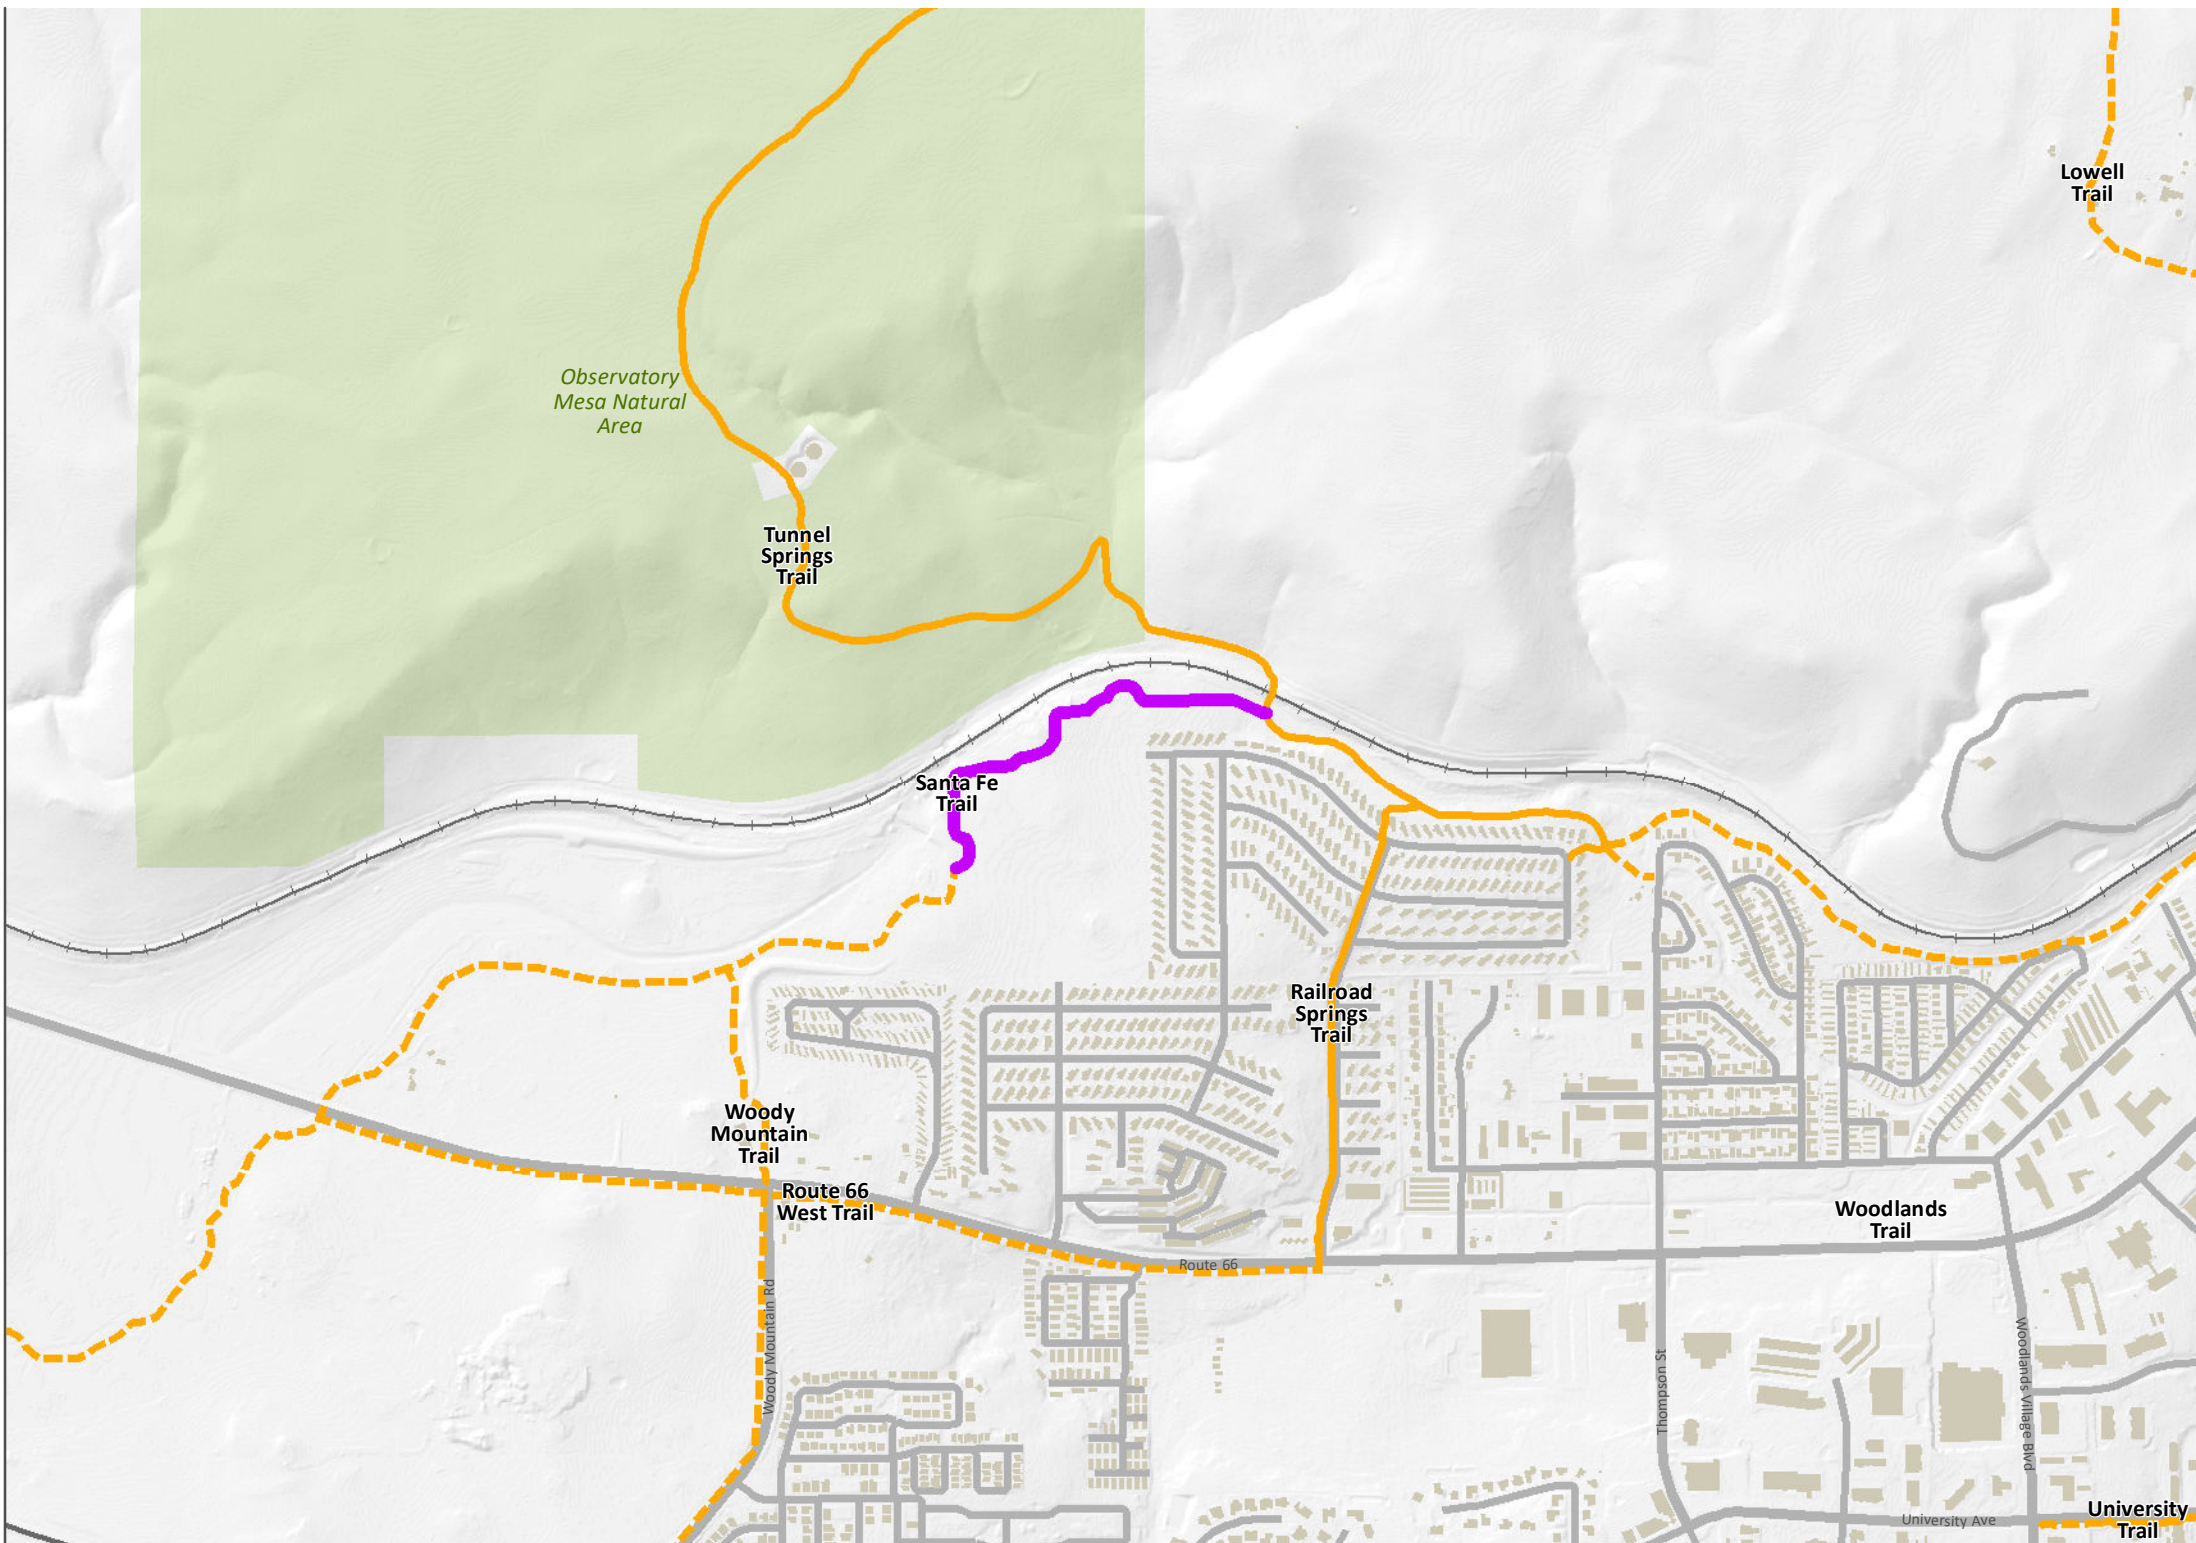 Lowell
Trail
Observatory
Mesa Natural
Area
Tunnel
Springs
Trail
Santa Fe
Trail
Railroad
Springs
Trail
Woody
Mountain
Trail
Route 66
West Trail
Woodlands
Trail
Route 66
Woody Mountain Rd
Thompson St
Woodlands Village Blvd
University Ave
University
Trail